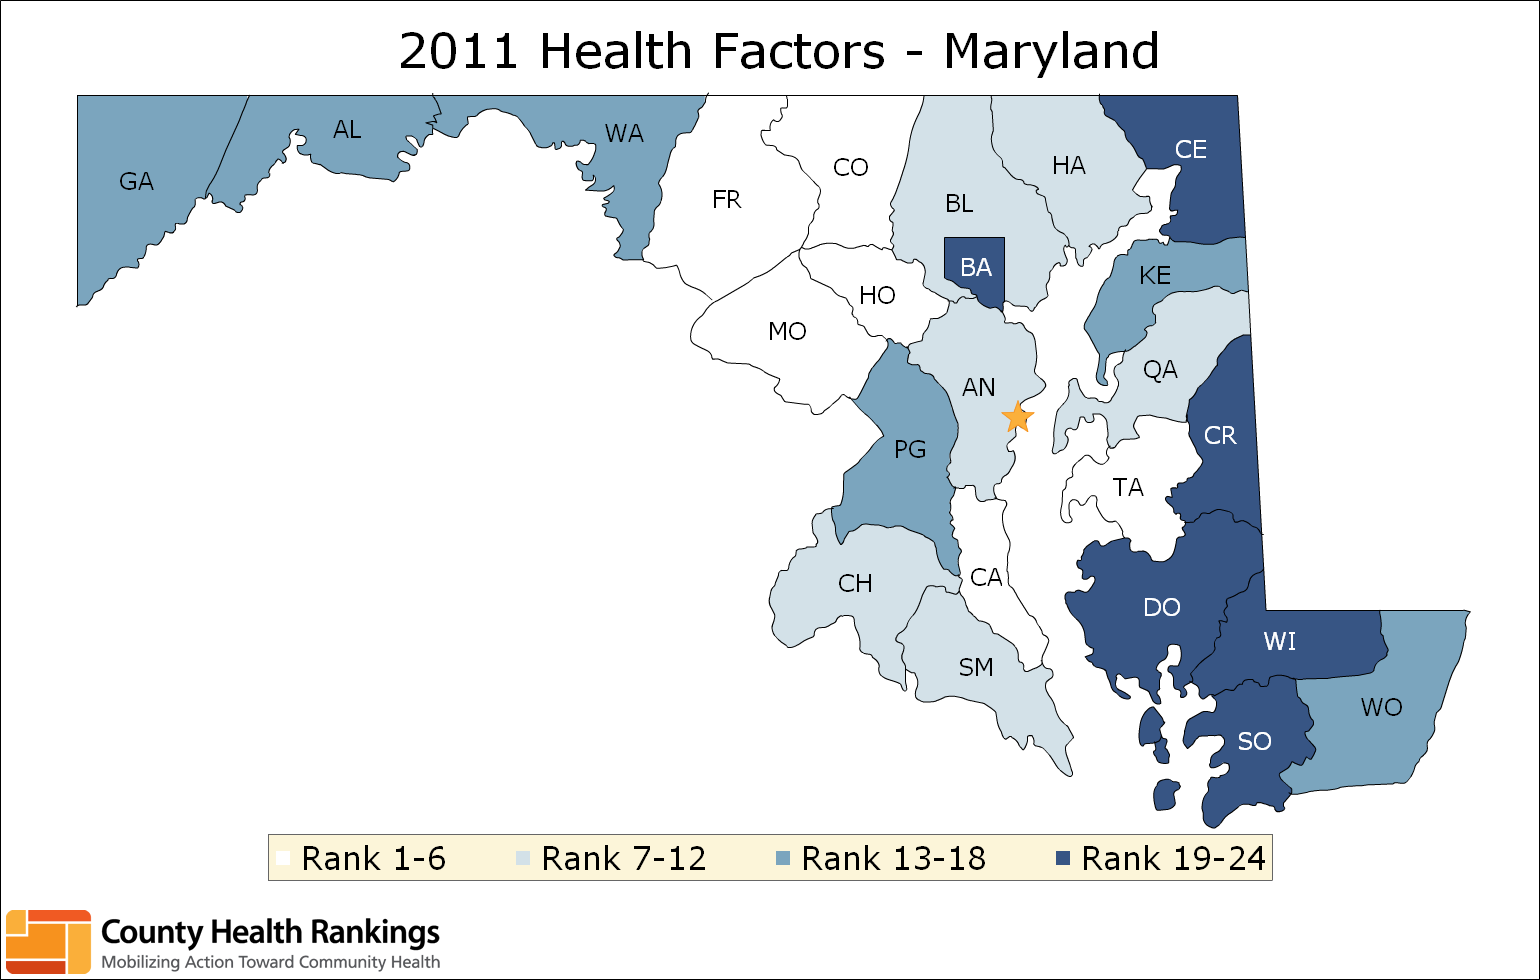 2011 Health Factors - Maryland
AL
WA
CE
CO
HA
GA
FR
BL
BA
KE
HO
MO
QA
AN
CR
PG
TA
CA
CH
DO
WI
SM
WO
SO
Rank 1-6 Rank 7-12 Rank 13-18 Rank 19-24
County Health Rankings
Mobilizing Action Toward Community Health